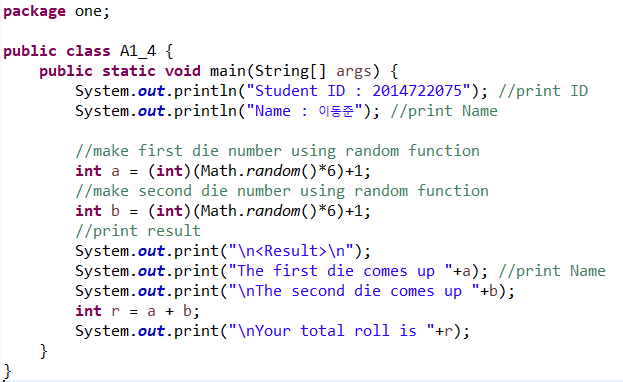 package one;
public class A1_4 {
public static void main(String[] args) {
System.out.println("Student ID : 2014722075"); //print ID
System.out.println("Name : 이동준"); //print Name
//make first die number using random function
int a = (int)(Math.random()*6)+1;
//make second die number using random function
int b = (int)(Math.random()*6)+1;
//print result
System.out.print("\n<Result>\n");
System.out.print("The first die comes up "+a); //print Name
System.out.print("\nThe second die comes up "+b);
int r = a + b;
System.out.print("\nYour total roll is "+r);
}
}